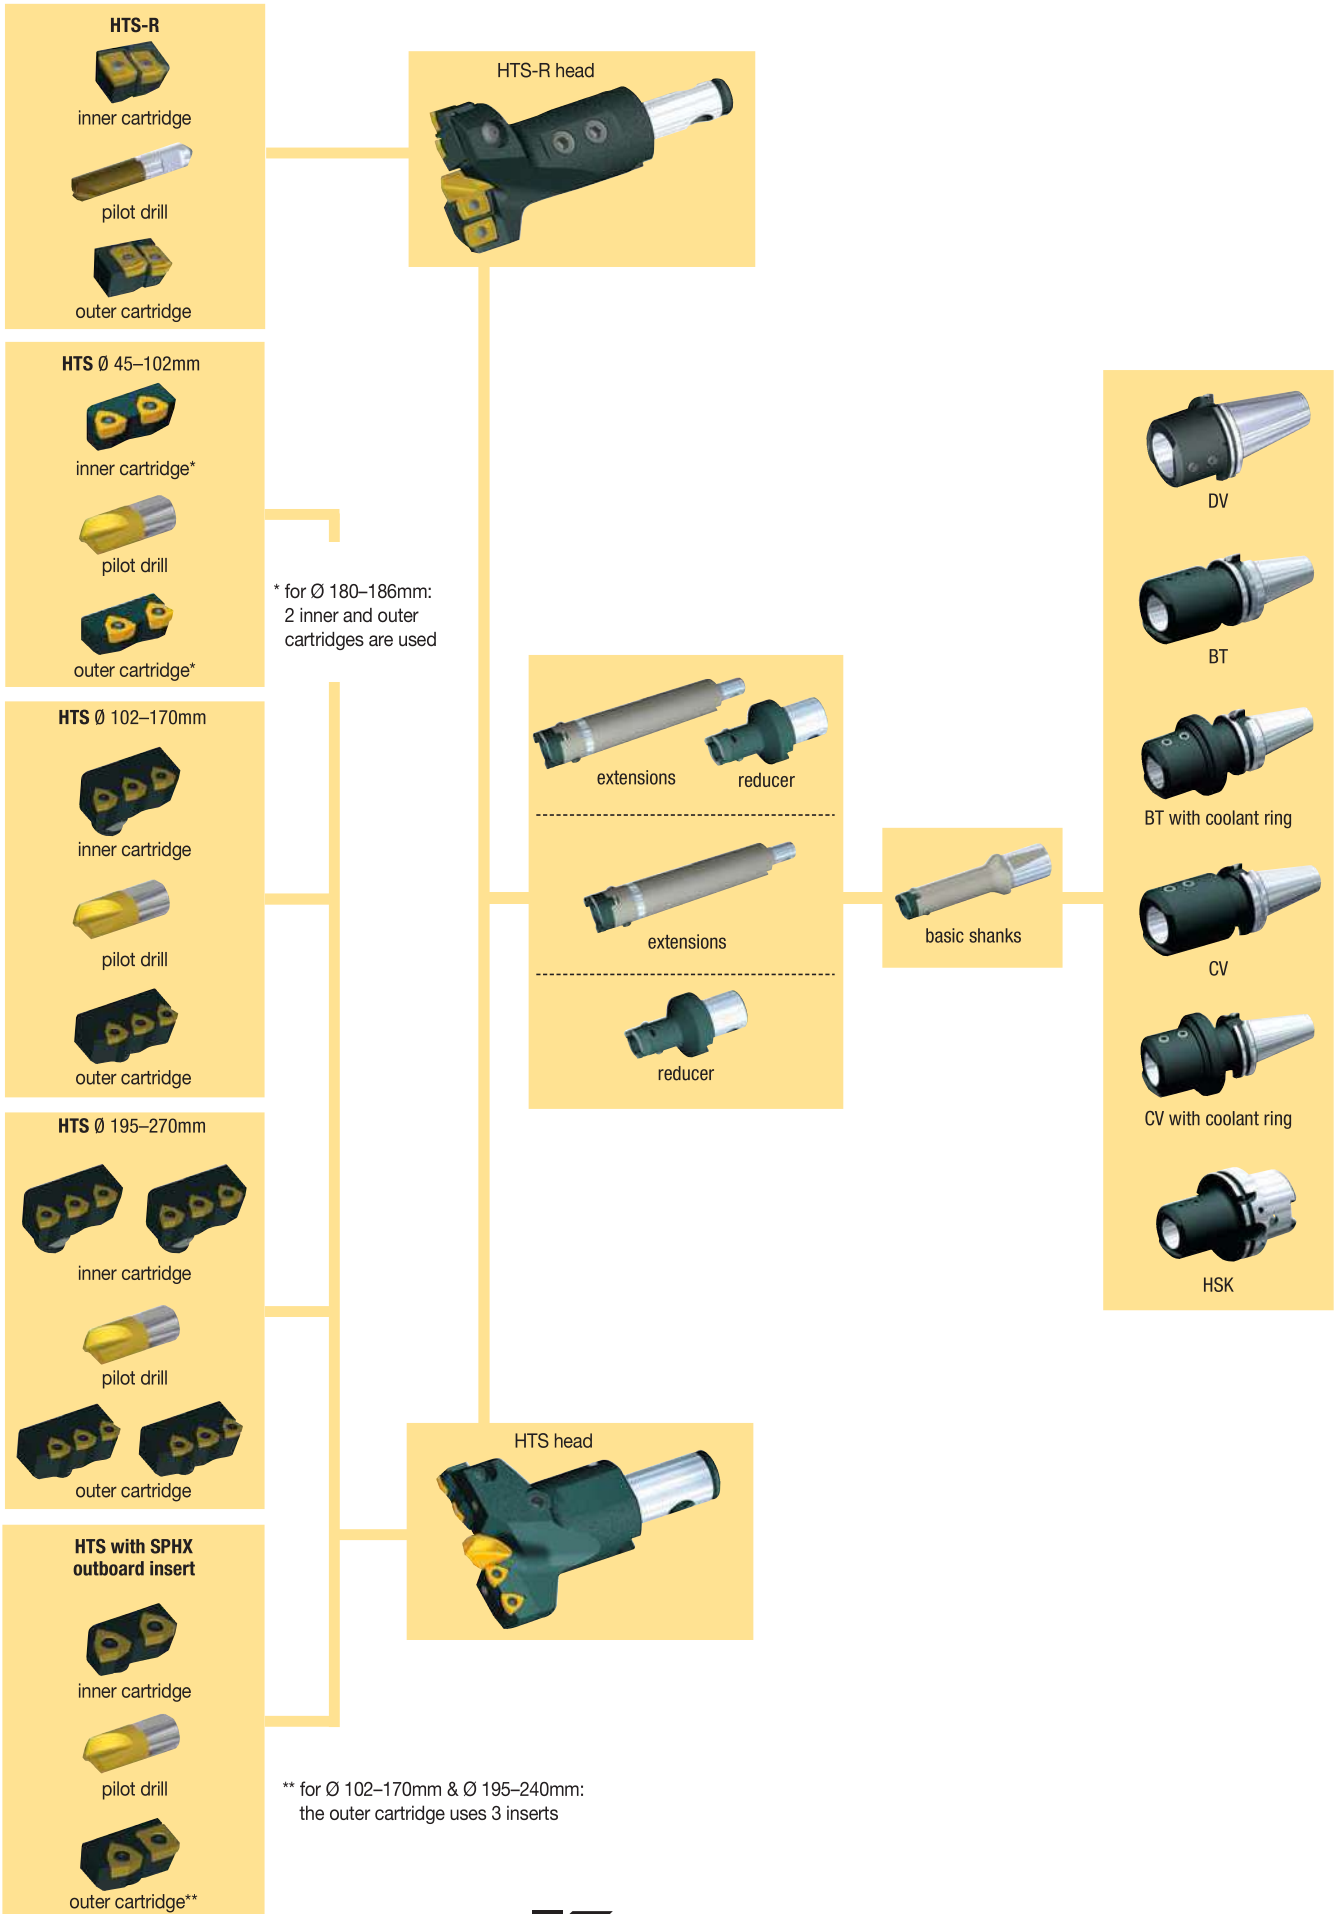 HTS-R
inner cartridge
pilot drill
outer cartridge
HTS-R head
HTS Ø 45–102mm
inner cartridge*
pilot drill
outer cartridge*
* for Ø 180–186mm:
2 inner and outer
cartridges are used
HTS Ø 102–170mm
inner cartridge
pilot drill
outer cartridge
HTS Ø 195–270mm
inner cartridge
pilot drill
outer cartridge
HTS with SPHX
outboard insert
inner cartridge
pilot drill
outer cartridge**
** for Ø 102–170mm & Ø 195–240mm:
the outer cartridge uses 3 inserts
HTS head
extensions
reducer
extensions
reducer
basic shanks
DV
BT
BT with coolant ring
CV
CV with coolant ring
HSK